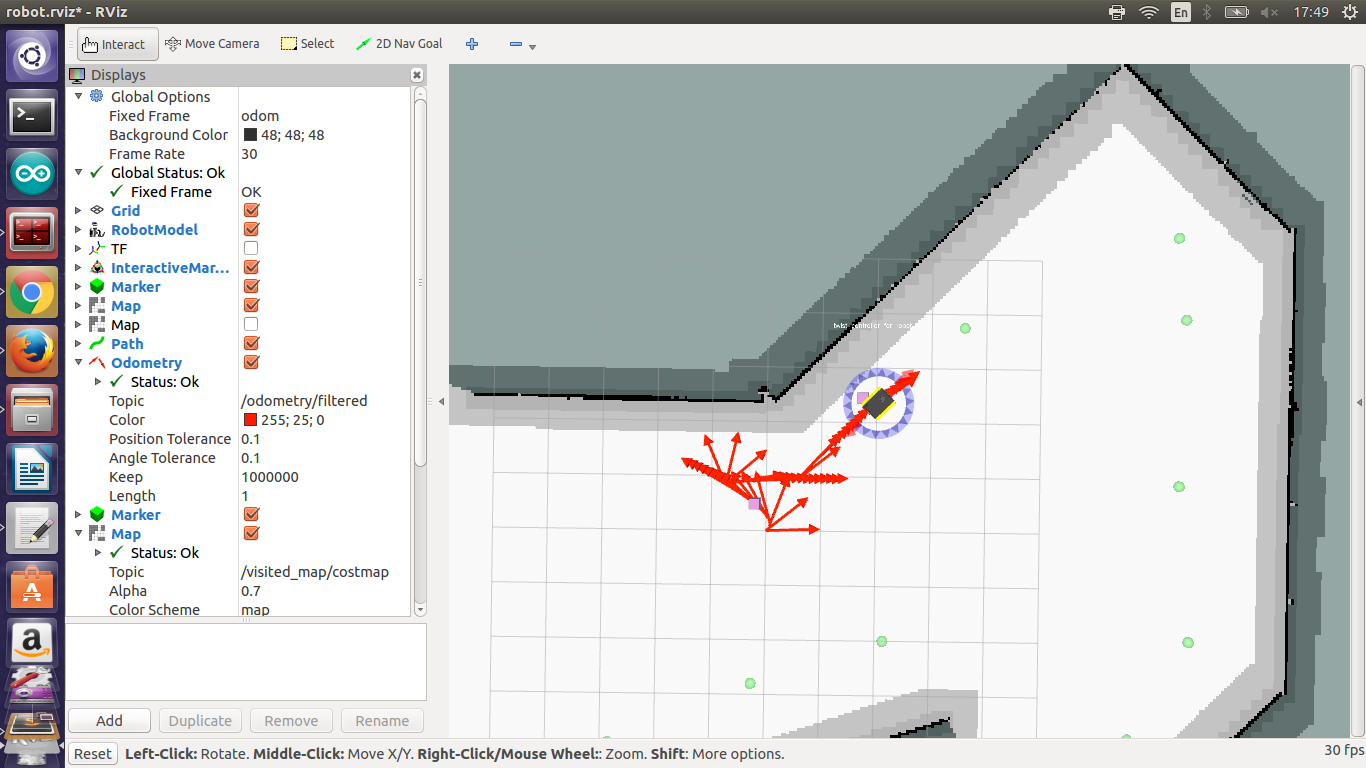 robot.rviz* - RViz
En
17:49
Interact
Move Camera
Select
2D Nav Goal
Displays
Global Options
Fixed Frame odom
Background Color 48; 48; 48
Frame Rate 30
Global Status: Ok
Fixed Frame OK
Grid
RobotModel
TF
InteractiveMar...
Marker
Map
Map
Path
Odometry
Status: Ok
Topic /odometry/filtered
Color 255; 25; 0
Position Tolerance 0.1
Angle Tolerance 0.1
Keep 1000000
Length 1
Marker
Map
Status: Ok
Topic /visited_map/costmap
Alpha 0.7
Color Scheme map
twist controller for robot
Add Duplicate Remove Rename
Reset Left-Click: Rotate. Middle-Click: Move X/Y. Right-Click/Mouse Wheel:: Zoom. Shift: More options.
30 fps